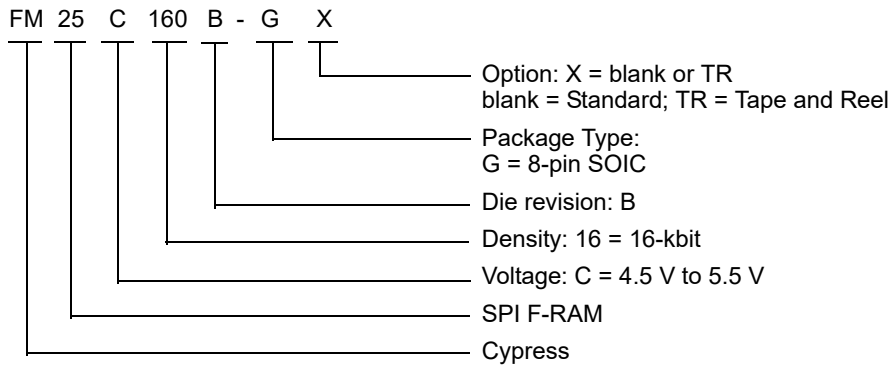 FM 25 C 160 B - G X
Option: X = blank or TR
blank = Standard; TR = Tape and Reel
Package Type:
G = 8-pin SOIC
Die revision: B
Density: 16 = 16-kbit
Voltage: C = 4.5 V to 5.5 V
SPI F-RAM
Cypress